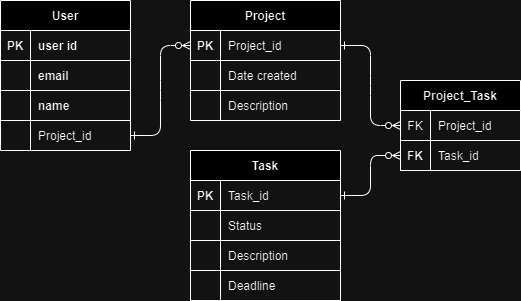 User
PK user id
email
name
Project_id
Project
PK Project_id
Date created
Description
Project_Task
FK Project_id
FK Task_id
Task
PK Task_id
Status
Description
Deadline